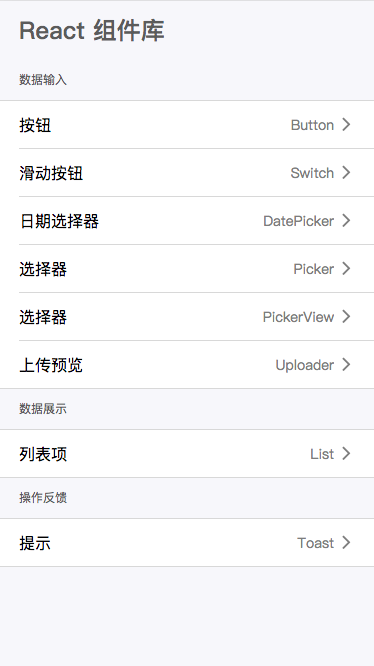 React 组件库
数据输入
按钮 Button
滑动按钮 Switch
日期选择器 DatePicker
选择器 Picker
选择器 PickerView
上传预览 Uploader
数据展示
列表项 List
操作反馈
提示 Toast